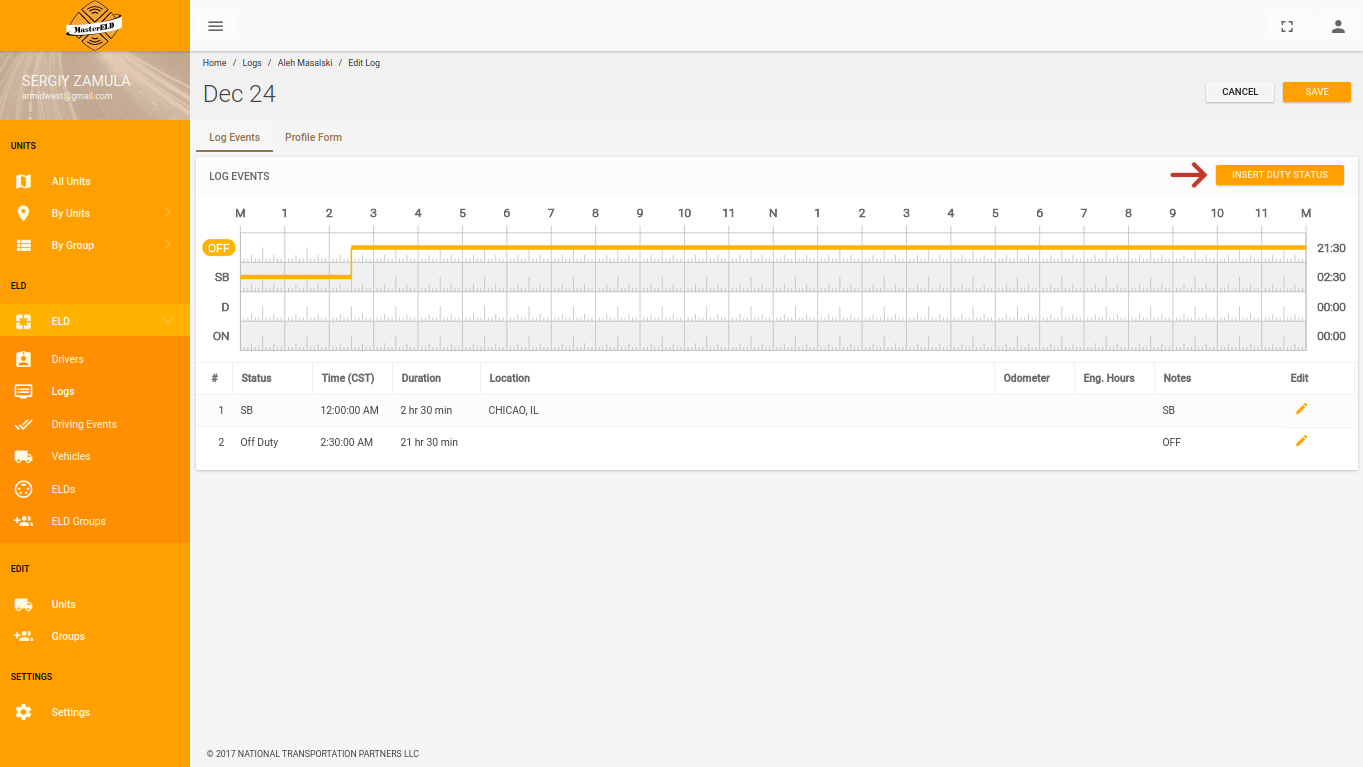 MasterELD
SERGIY ZAMULA
armidwest@gmail.com
UNITS
All Units
By Units
By Group
ELD
ELD
Drivers
Logs
Driving Events
Vehicles
ELDs
ELD Groups
EDIT
Units
Groups
SETTINGS
Settings
Home / Logs / Aleh Masalski / Edit Log
Dec 24
CANCEL SAVE
Log Events Profile Form
LOG EVENTS INSERT DUTY STATUS
M 1 2 3 4 5 6 7 8 9 10 11 N 1 2 3 4 5 6 7 8 9 10 11 M
OFF 21:30
SB 02:30
D 00:00
ON 00:00
# Status Time (CST) Duration Location Odometer Eng. Hours Notes Edit
1 SB 12:00:00 AM 2 hr 30 min CHICAO, IL SB
2 Off Duty 2:30:00 AM 21 hr 30 min OFF
© 2017 NATIONAL TRANSPORTATION PARTNERS LLC